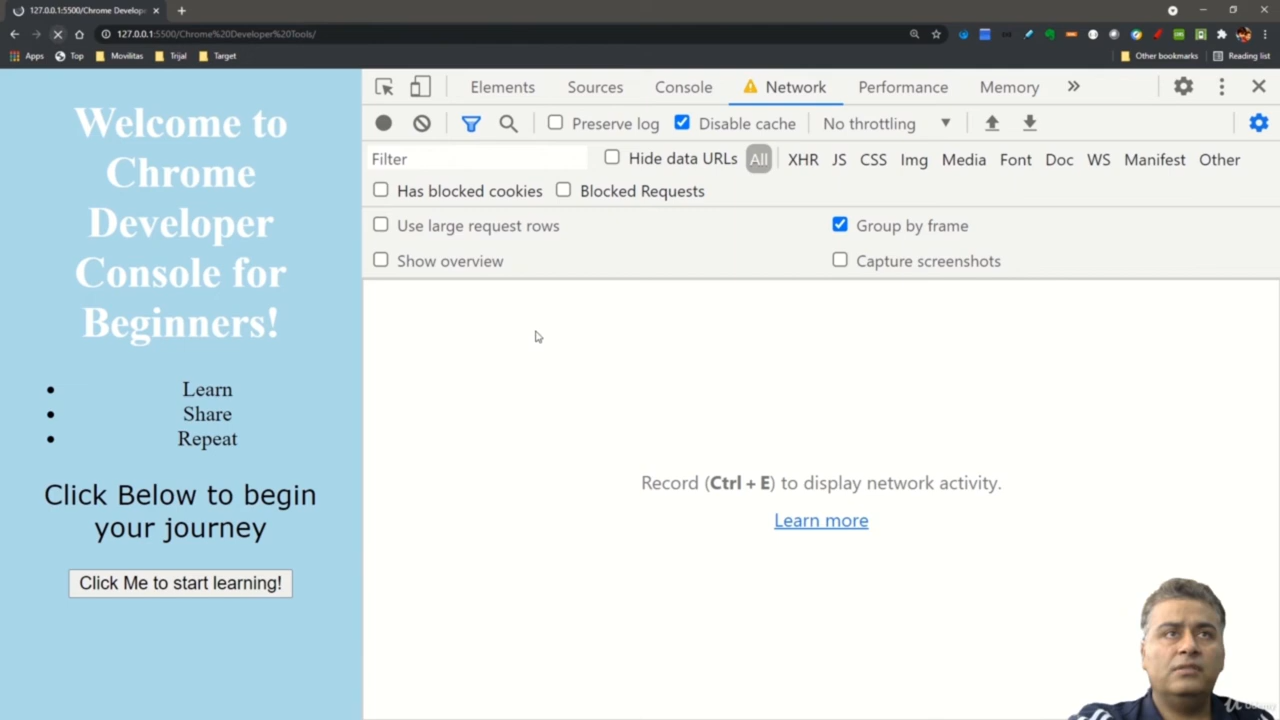 127.0.0.1:5500/Chrome Develop
127.0.0.1:5500/Chrome%20Developer%20Tools/
Apps Top Movilitas Trijal Target Other bookmarks Reading list
Welcome to
Chrome
Developer
Console for
Beginners!
Learn
Share
Repeat
Click Below to begin
your journey
Click Me to start learning!
Elements Sources Console Network Performance Memory
Preserve log Disable cache No throttling
Filter Hide data URLs All XHR JS CSS Img Media Font Doc WS Manifest Other
Has blocked cookies Blocked Requests
Use large request rows Group by frame
Show overview Capture screenshots
Record (Ctrl + E) to display network activity.
Learn more